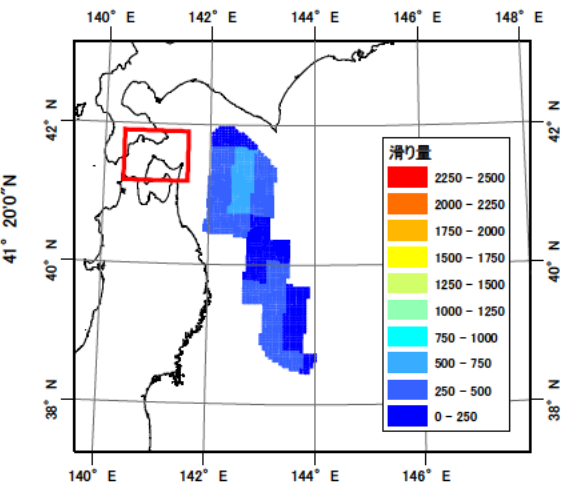 140° E 142° E 144° E 146° E 148° E
42° N
42° N
41° 20'0"N
40° N
40° N
38° N
38° N
滑り量
2250 - 2500
2000 - 2250
1750 - 2000
1500 - 1750
1250 - 1500
1000 - 1250
750 - 1000
500 - 750
250 - 500
0 - 250
140° E 142° E 144° E 146° E